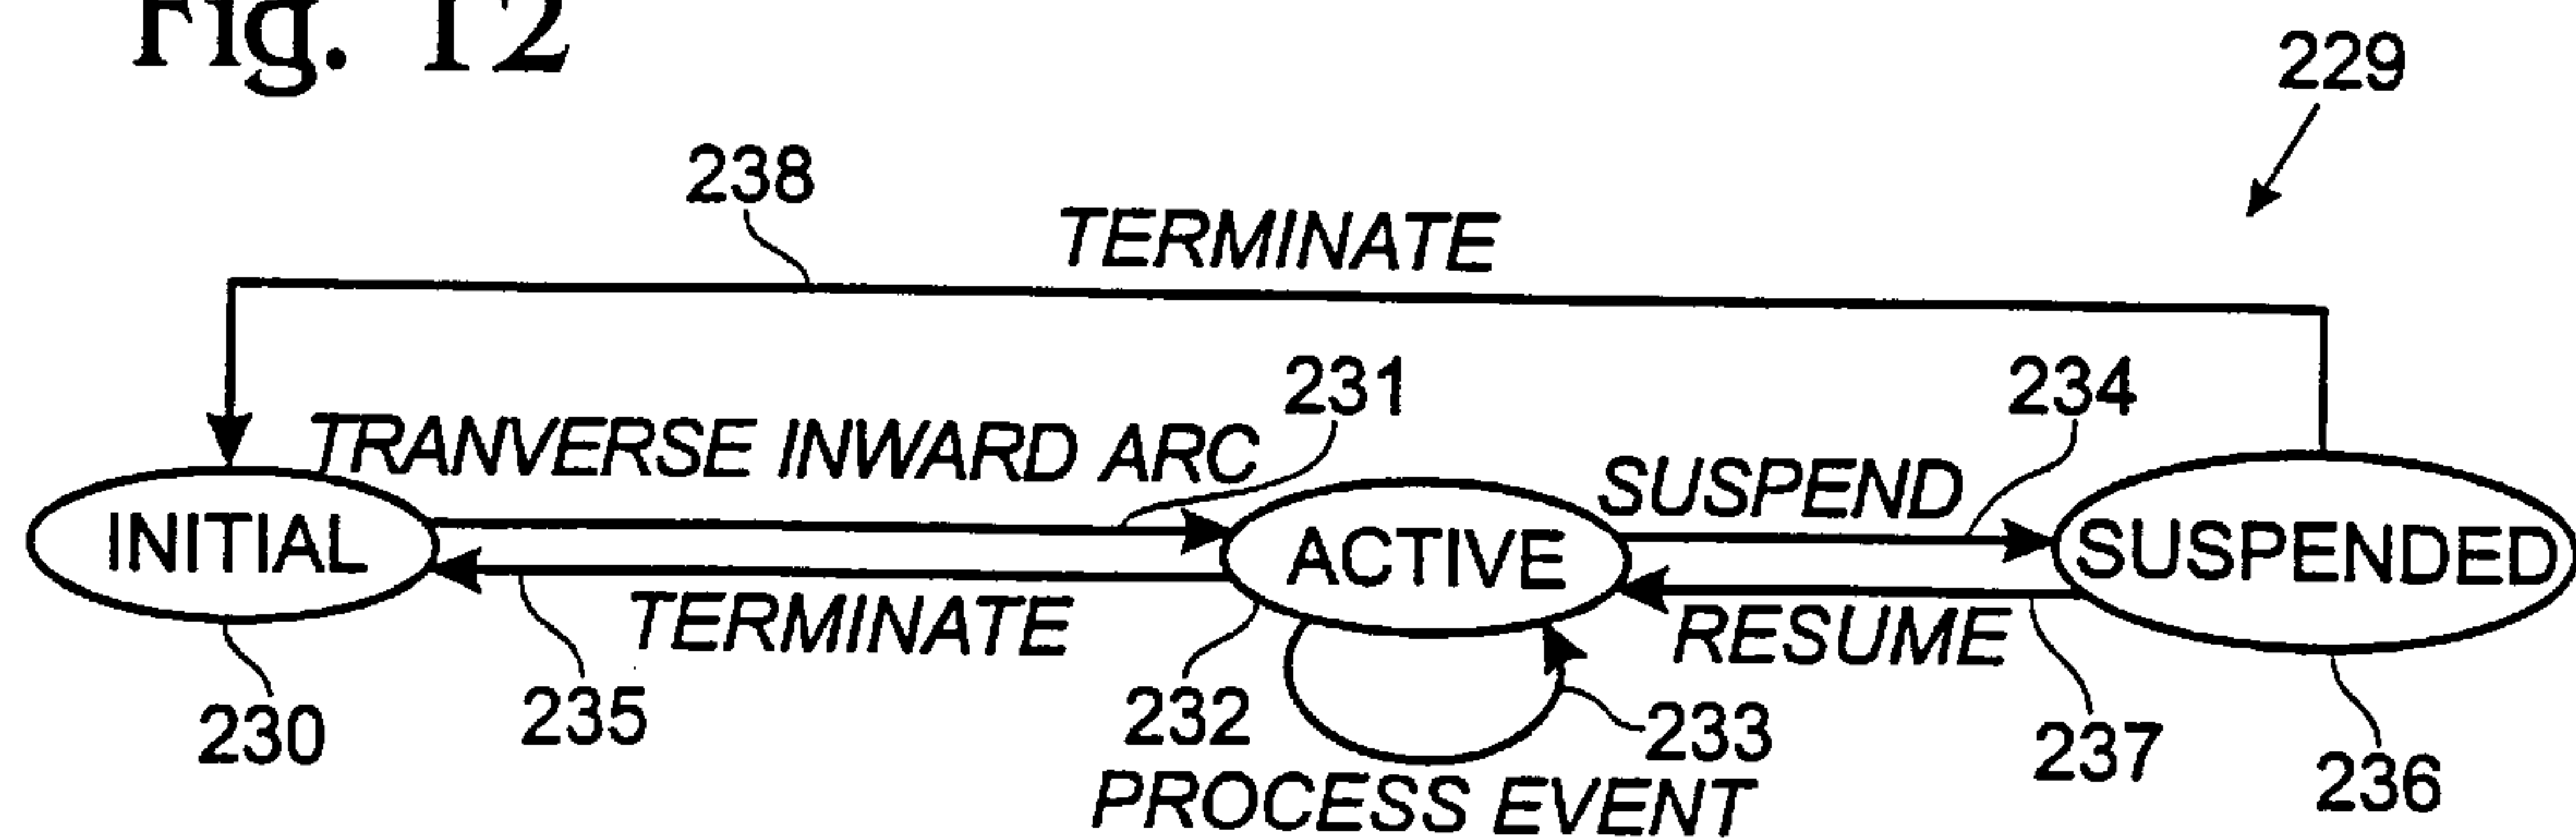 Fig. 12
229
238
TERMINATE
231
234
TRANVERSE INWARD ARC
SUSPEND
INITIAL
ACTIVE
SUSPENDED
TERMINATE
RESUME
230
235
232
233
237
236
PROCESS EVENT